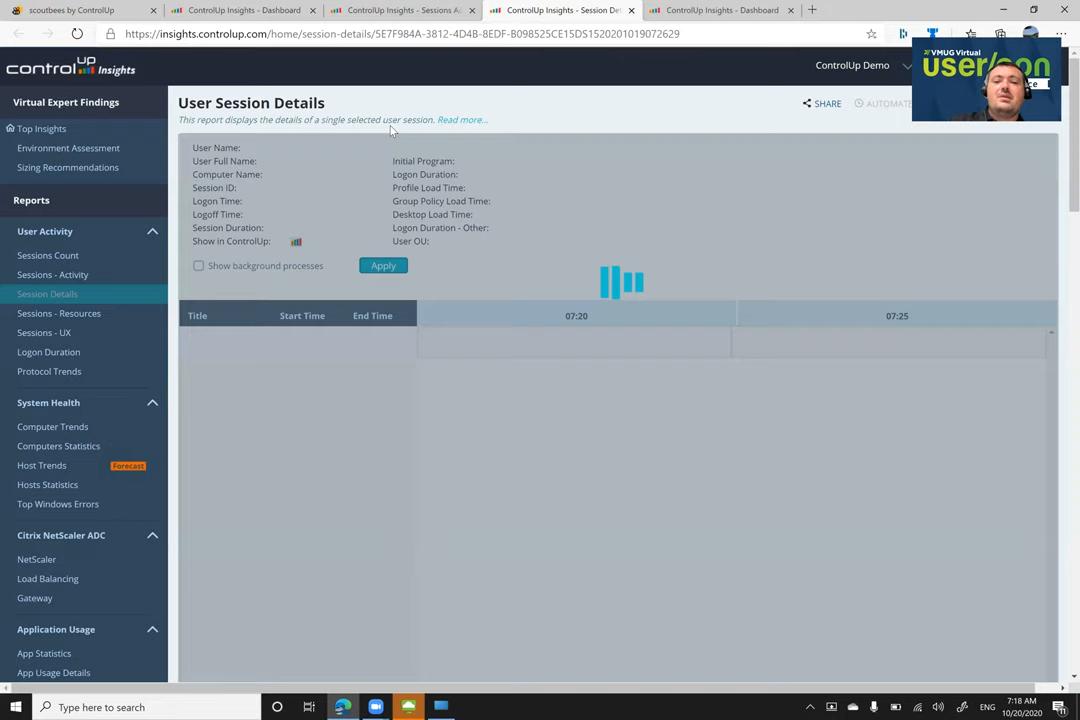 scoutbees by ControlUp
ControlUp Insights - Dashboard
ControlUp Insights - Sessions A
ControlUp Insights - Session De
ControlUp Insights - Dashboard
https://insights.controlup.com/home/session-details/5E7F984A-3812-4D4B-8EDF-B098525CE15DS1520201019072629
controlUP Insights
ControlUp Demo
VMUG Virtual
user/con
User Session Details
This report displays the details of a single selected user session. Read more...
SHARE
AUTOMATE
Virtual Expert Findings
Top Insights
Environment Assessment
Sizing Recommendations
Reports
User Activity
Sessions Count
Sessions - Activity
Session Details
Sessions - Resources
Sessions - UX
Logon Duration
Protocol Trends
System Health
Computer Trends
Computers Statistics
Host Trends
Forecast
Hosts Statistics
Top Windows Errors
Citrix NetScaler ADC
NetScaler
Load Balancing
Gateway
Application Usage
App Statistics
App Usage Details
User Name:
User Full Name:
Computer Name:
Session ID:
Logon Time:
Logoff Time:
Session Duration:
Show in ControlUp:
Initial Program:
Logon Duration:
Profile Load Time:
Group Policy Load Time:
Desktop Load Time:
Logon Duration - Other:
User OU:
Show background processes
Apply
Title
Start Time
End Time
07:20
07:25
Type here to search
ENG
7:18 AM
10/20/2020